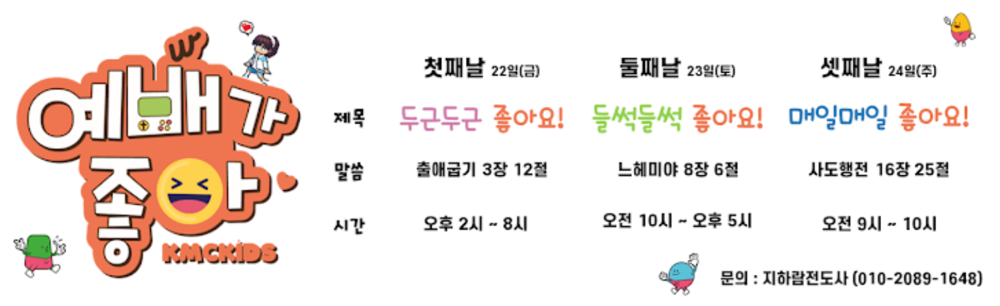 예배가
좋아
KMCKIDS
첫째날 22일(금) 둘째날 23일(토) 셋째날 24일(주)
제목 두근두근 좋아요! 들썩들썩 좋아요! 매일매일 좋아요!
말씀 출애굽기 3장 12절 느헤미야 8장 6절 사도행전 16장 25절
시간 오후 2시 ~ 8시 오전 10시 ~ 오후 5시 오전 9시 ~ 10시
문의 : 지하람전도사 (010-2089-1648)